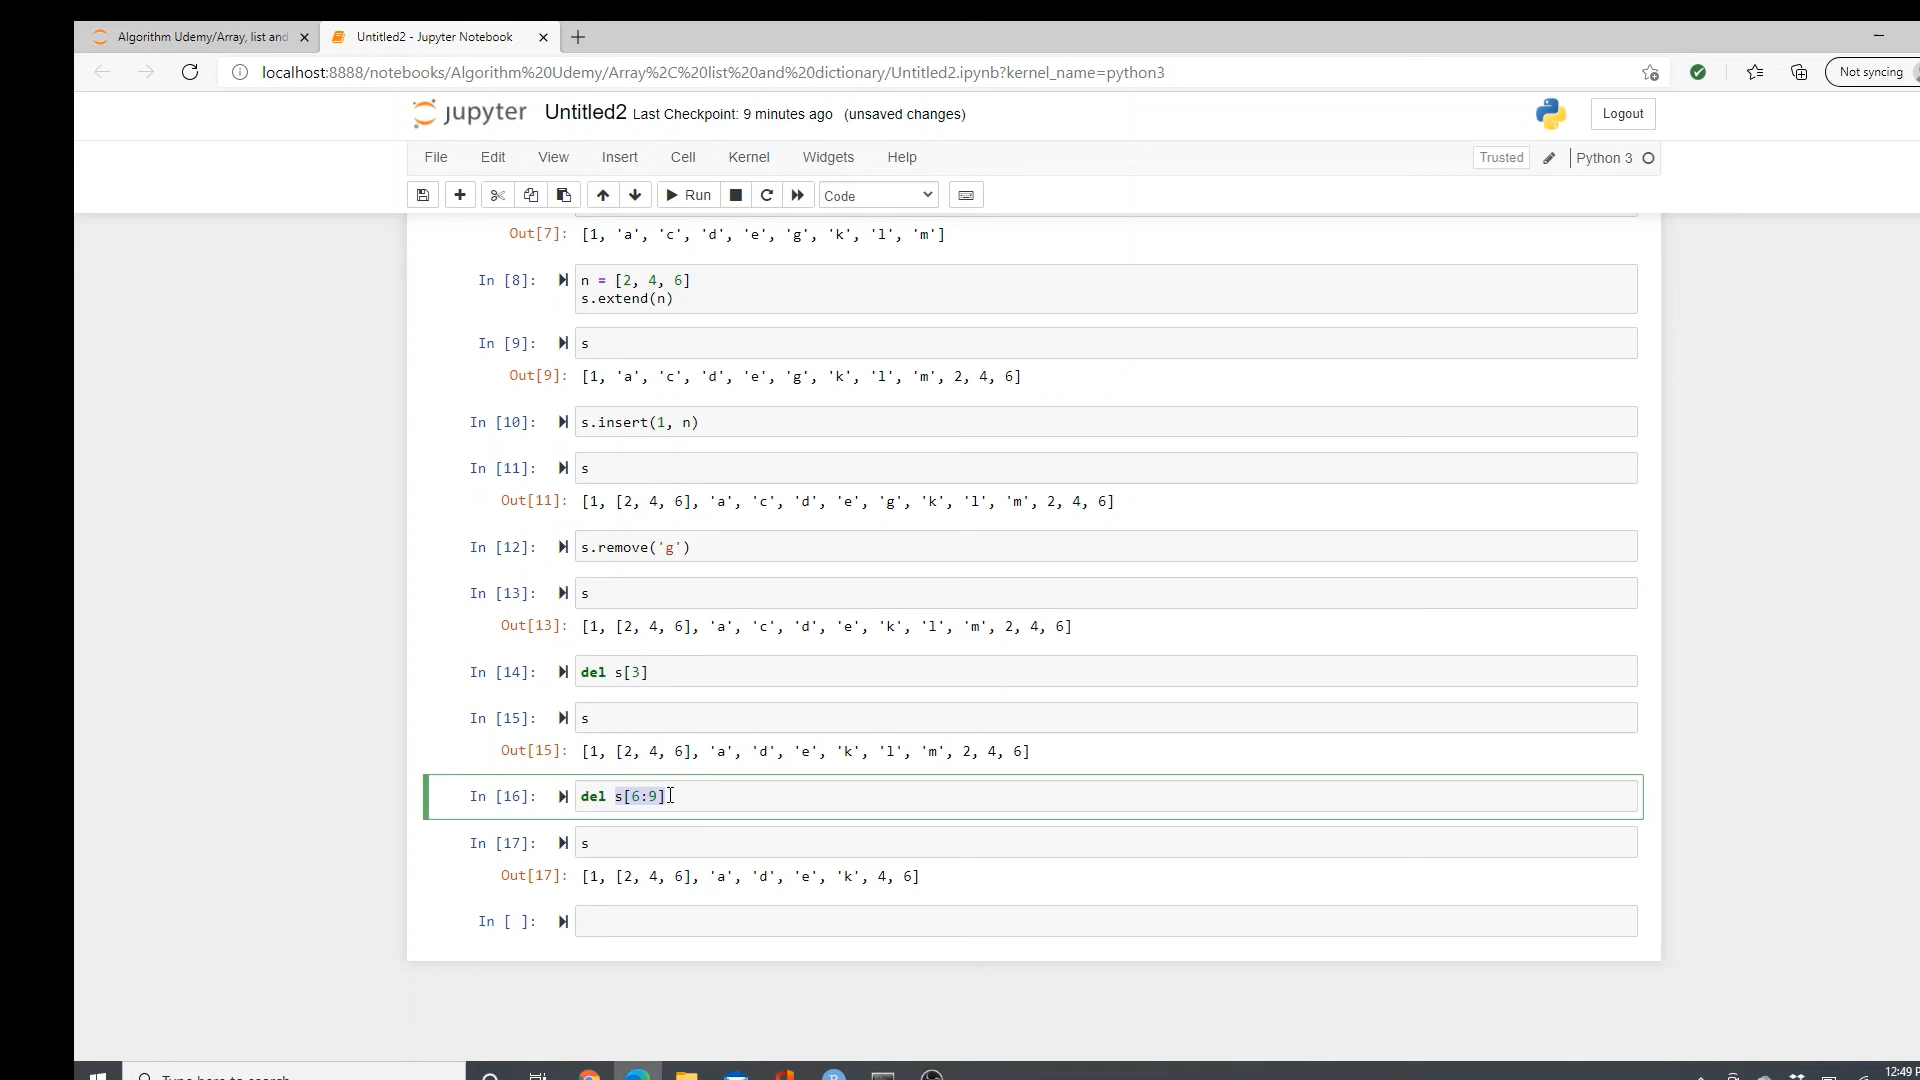 Algorithm Udemy/Array, list and
Untitled2 - Jupyter Notebook
localhost:8888/notebooks/Algorithm%20Udemy/Array%2C%20list%20and%20dictionary/Untitled2.ipynb?kernel_name=python3
Not syncing
jupyter Untitled2 Last Checkpoint: 9 minutes ago (unsaved changes)
Logout
File Edit View Insert Cell Kernel Widgets Help
Trusted Python 3
Run Code
Out[7]: [1, 'a', 'c', 'd', 'e', 'g', 'k', 'l', 'm']
In [8]: n = [2, 4, 6]
s.extend(n)
In [9]: s
Out[9]: [1, 'a', 'c', 'd', 'e', 'g', 'k', 'l', 'm', 2, 4, 6]
In [10]: s.insert(1, n)
In [11]: s
Out[11]: [1, [2, 4, 6], 'a', 'c', 'd', 'e', 'g', 'k', 'l', 'm', 2, 4, 6]
In [12]: s.remove('g')
In [13]: s
Out[13]: [1, [2, 4, 6], 'a', 'c', 'd', 'e', 'k', 'l', 'm', 2, 4, 6]
In [14]: del s[3]
In [15]: s
Out[15]: [1, [2, 4, 6], 'a', 'd', 'e', 'k', 'l', 'm', 2, 4, 6]
In [16]: del s[6:9]
In [17]: s
Out[17]: [1, [2, 4, 6], 'a', 'd', 'e', 'k', 4, 6]
In [ ]:
Type here to search
12:49 P